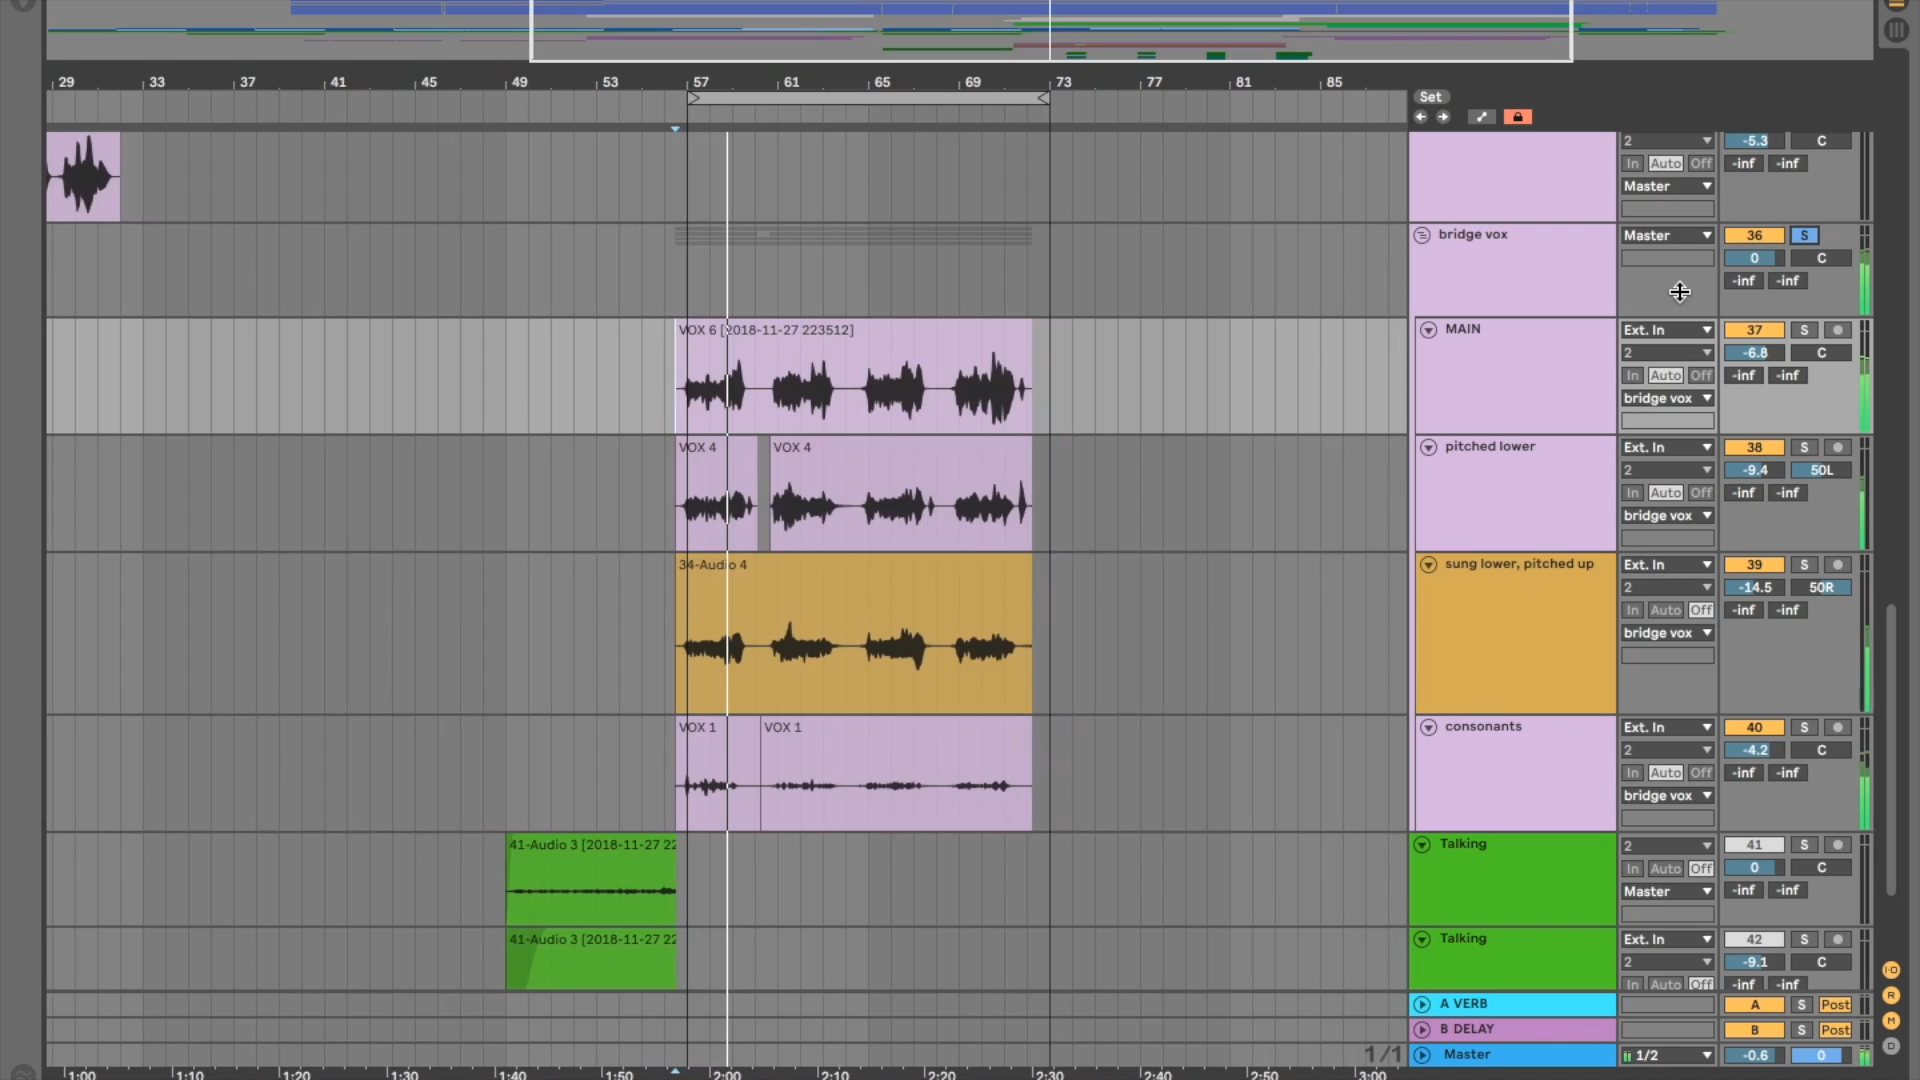 29 33 37 41 45 49 53 57 61 65 69 73 77 81 85
Set
2 -5.3 C
In Auto Off -inf -inf
Master
bridge vox Master 36 S
0 C
-inf -inf
VOX 6 [2018-11-27 223512] MAIN Ext. In 37 S
2 -6.8 C
In Auto Off -inf -inf
bridge vox
VOX 4 VOX 4 pitched lower Ext. In 38 S
2 -9.4 50L
In Auto Off -inf -inf
bridge vox
34-Audio 4 sung lower, pitched up Ext. In 39 S
2 -14.5 50R
In Auto Off -inf -inf
bridge vox
VOX 1 VOX 1 consonants Ext. In 40 S
2 -4.2 C
In Auto Off -inf -inf
bridge vox
41-Audio 3 [2018-11-27 22 Talking 2 41 S
In Auto Off 0 C
Master -inf -inf
41-Audio 3 [2018-11-27 22 Talking Ext. In 42 S
2 -9.1 C
In Auto Off -inf -inf
A VERB A S Post
B DELAY B S Post
1/1 Master 1/2 -0.6 0
1:00 1:10 1:20 1:30 1:40 1:50 2:00 2:10 2:20 2:30 2:40 2:50 3:00
I·O
R
M
D